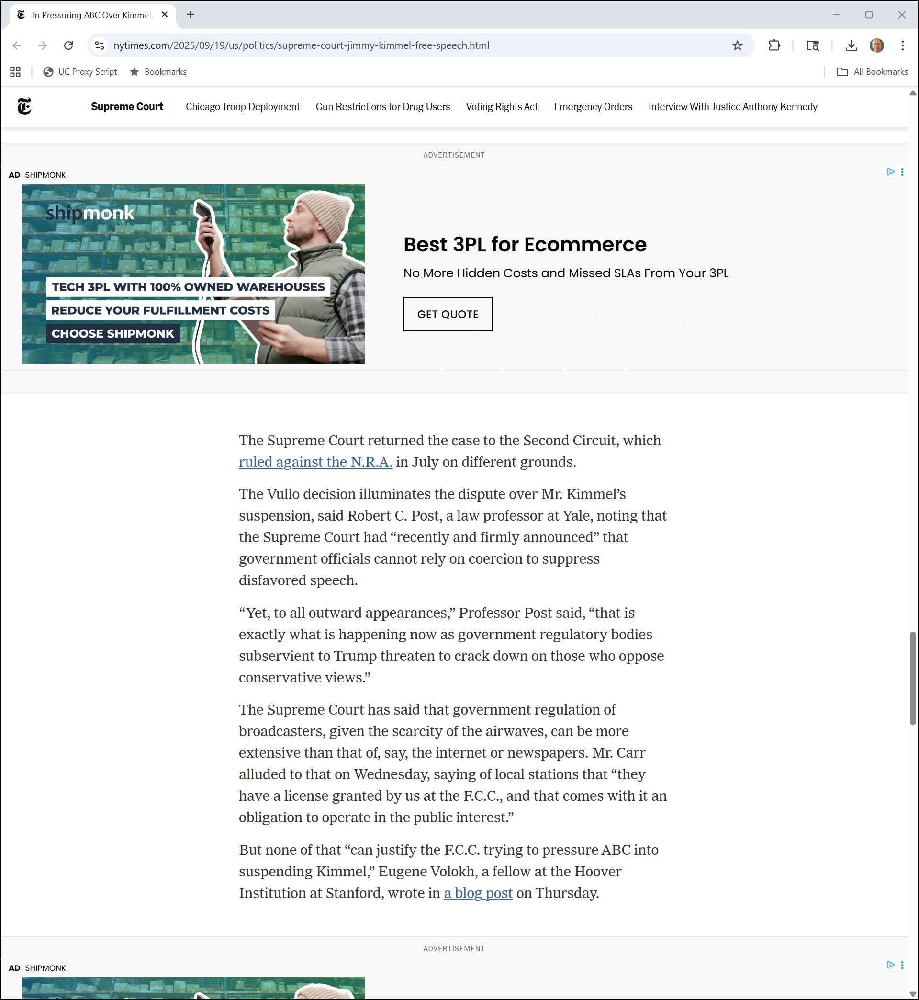 In Pressuring ABC Over Kimmel,
nytimes.com/2025/09/19/us/politics/supreme-court-jimmy-kimmel-free-speech.html
UC Proxy Script
Bookmarks
All Bookmarks
Supreme Court
Chicago Troop Deployment
Gun Restrictions for Drug Users
Voting Rights Act
Emergency Orders
Interview With Justice Anthony Kennedy
ADVERTISEMENT
AD SHIPMONK
shipmonk
TECH 3PL WITH 100% OWNED WAREHOUSES
REDUCE YOUR FULFILLMENT COSTS
CHOOSE SHIPMONK
Best 3PL for Ecommerce
No More Hidden Costs and Missed SLAs From Your 3PL
GET QUOTE
The Supreme Court returned the case to the Second Circuit, which
ruled against the N.R.A. in July on different grounds.
The Vullo decision illuminates the dispute over Mr. Kimmel’s
suspension, said Robert C. Post, a law professor at Yale, noting that
the Supreme Court had “recently and firmly announced” that
government officials cannot rely on coercion to suppress
disfavored speech.
“Yet, to all outward appearances,” Professor Post said, “that is
exactly what is happening now as government regulatory bodies
subservient to Trump threaten to crack down on those who oppose
conservative views.”
The Supreme Court has said that government regulation of
broadcasters, given the scarcity of the airwaves, can be more
extensive than that of, say, the internet or newspapers. Mr. Carr
alluded to that on Wednesday, saying of local stations that “they
have a license granted by us at the F.C.C., and that comes with it an
obligation to operate in the public interest.”
But none of that “can justify the F.C.C. trying to pressure ABC into
suspending Kimmel,” Eugene Volokh, a fellow at the Hoover
Institution at Stanford, wrote in a blog post on Thursday.
ADVERTISEMENT
AD SHIPMONK